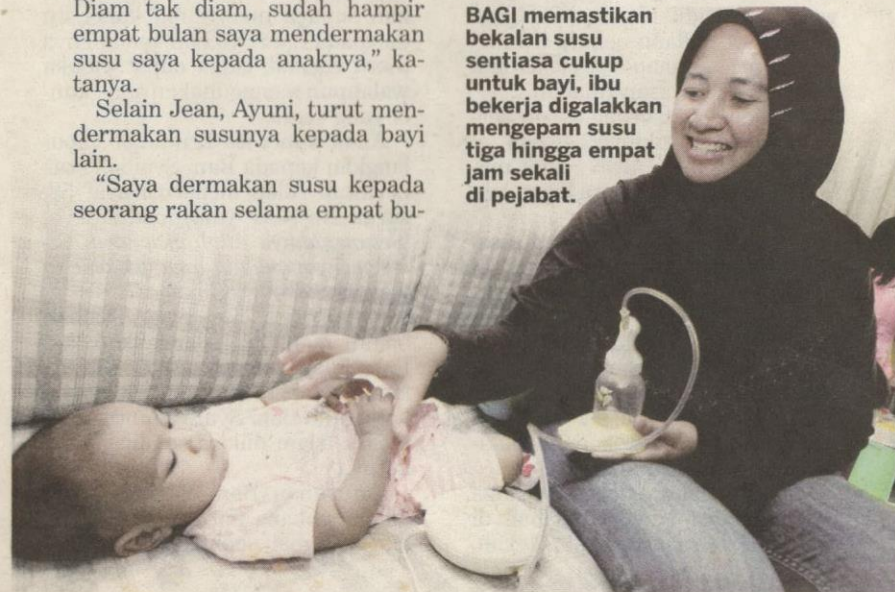 Diam tak diam, sudah hampir
empat bulan saya mendermakan
susu saya kepada anaknya,” ka-
tanya.
Selain Jean, Ayuni, turut men-
dermakan susunya kepada bayi
lain.
“Saya dermakan susu kepada
seorang rakan selama empat bu-
BAGI memastikan
bekalan susu
sentiasa cukup
untuk bayi, ibu
bekerja digalakkan
mengepam susu
tiga hingga empat
jam sekali
di pejabat.